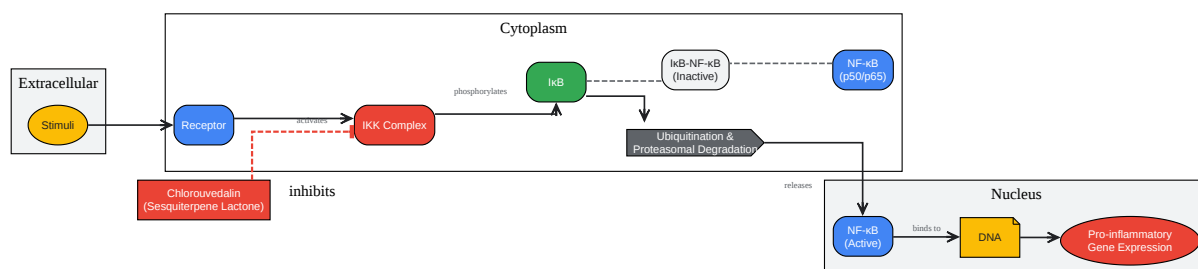 Cytoplasm
Extracellular
Stimuli
Receptor
activates
IKK Complex
phosphorylates
IκB
IκB-NF-κB
(Inactive)
NF-κB
(p50/p65)
Ubiquitination &
Proteasomal Degradation
Chlorouvedalin
(Sesquiterpene Lactone)
inhibits
releases
Nucleus
NF-κB
(Active)
binds to
DNA
Pro-inflammatory
Gene Expression